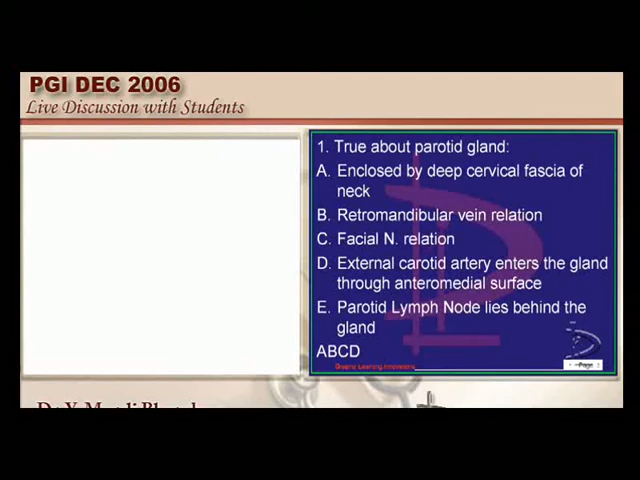 PGI DEC 2006
Live Discussion with Students
1. True about parotid gland:
A. Enclosed by deep cervical fascia of
neck
B. Retromandibular vein relation
C. Facial N. relation
D. External carotid artery enters the gland
through anteromedial surface
E. Parotid Lymph Node lies behind the
gland
ABCD
Page